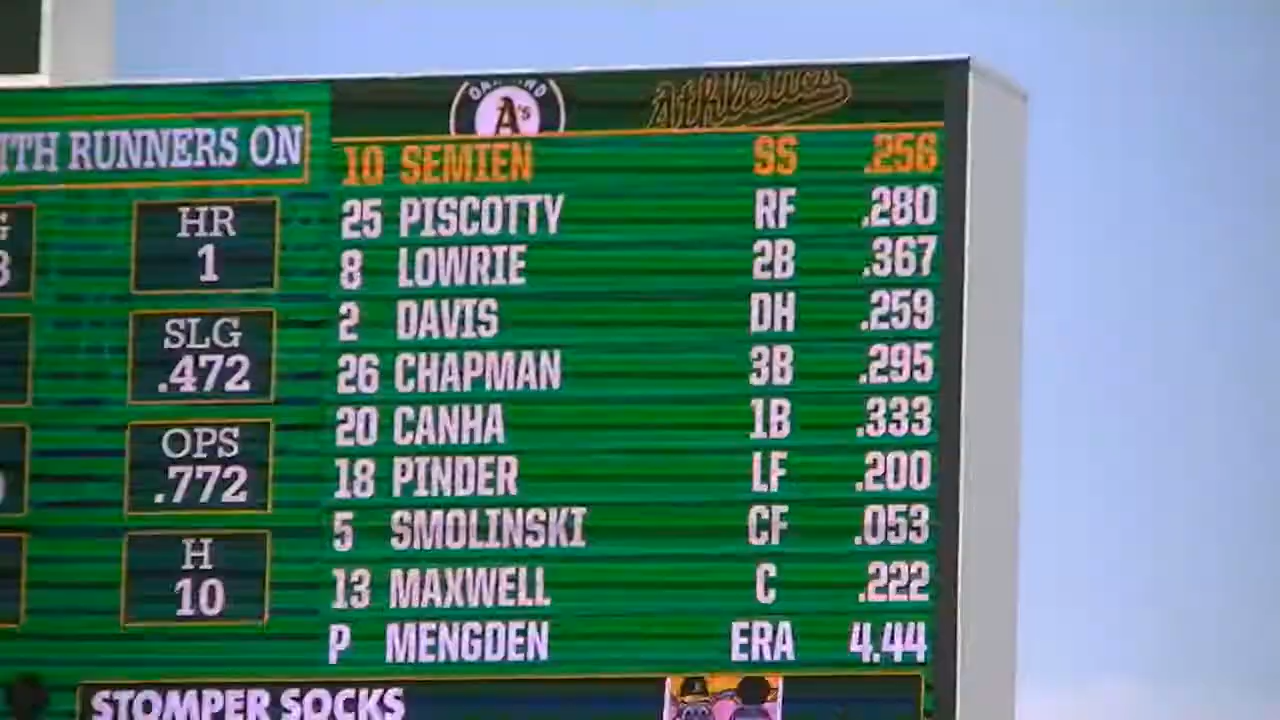 OAKLAND
A's
Athletics
ITH RUNNERS ON
10 SEMIEN SS .256
25 PISCOTTY RF .280
8 LOWRIE 2B .367
2 DAVIS DH .259
26 CHAPMAN 3B .295
20 CANHA 1B .333
18 PINDER LF .200
5 SMOLINSKI CF .053
13 MAXWELL C .222
P MENGDEN ERA 4.44
HR
1
SLG
.472
OPS
.772
H
10
STOMPER SOCKS